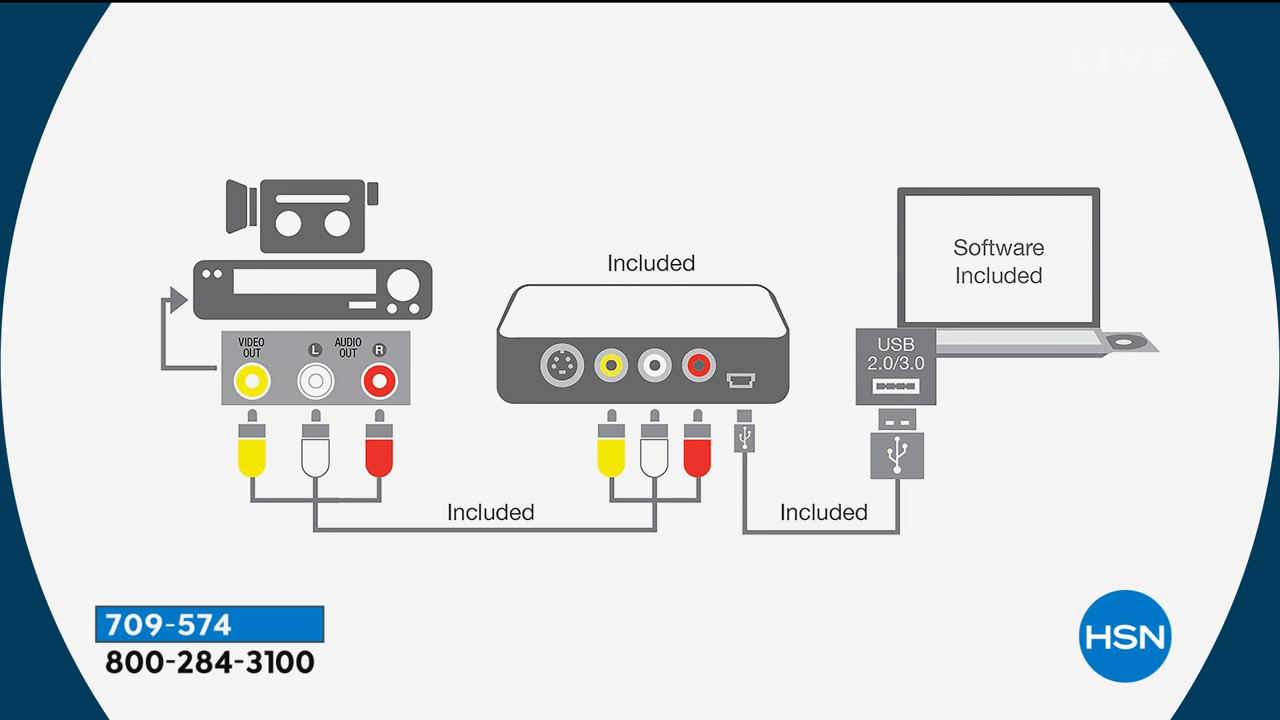 LIVE
Included
Software
Included
VIDEO
OUT
L
AUDIO
OUT
R
USB
2.0/3.0
Included
Included
709-574
800-284-3100
HSN